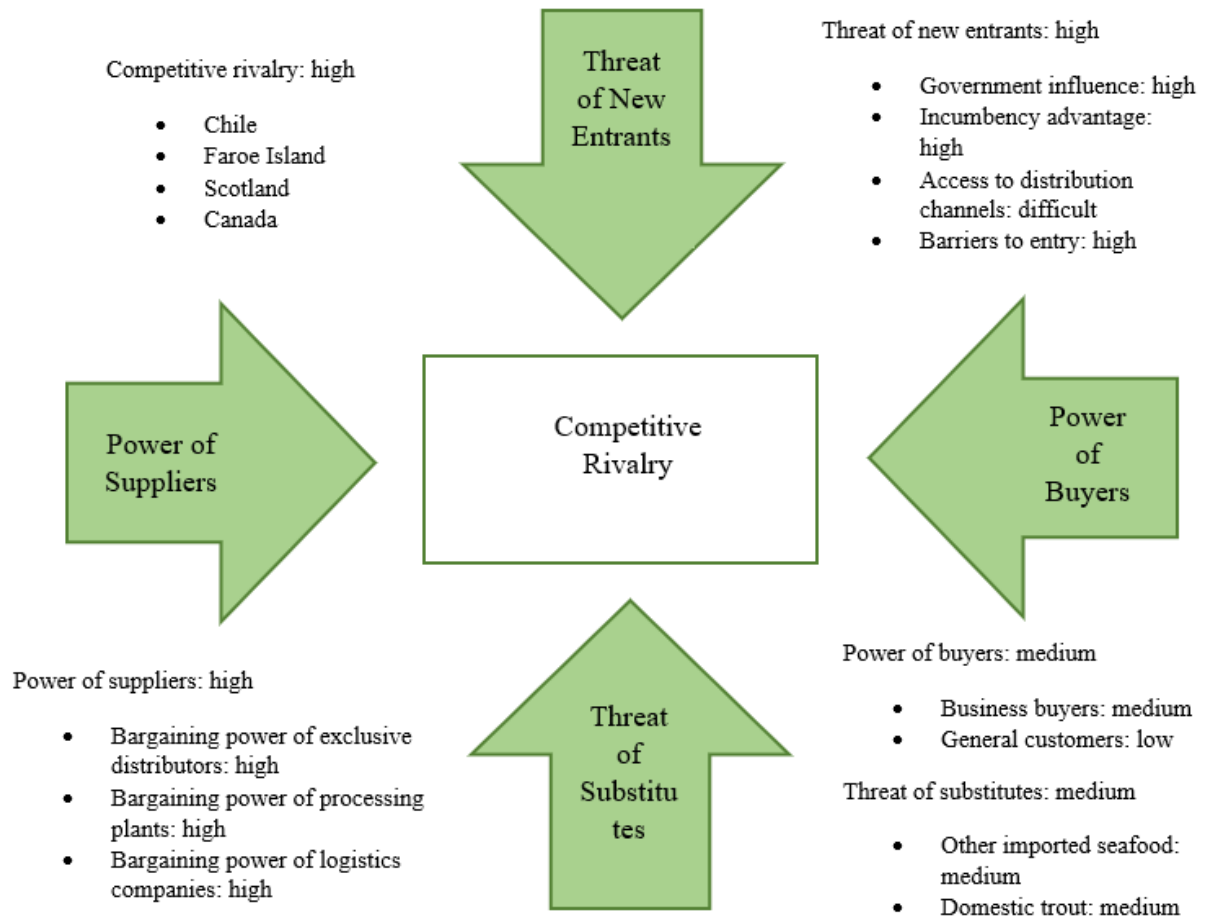 Competitive rivalry: high
• Chile
• Faroe Island
• Scotland
• Canada
Threat
of New
Entrants
Threat of new entrants: high
• Government influence: high
• Incumbency advantage:
high
• Access to distribution
channels: difficult
• Barriers to entry: high
Power of
Suppliers
Competitive
Rivalry
Power
of
Buyers
Power of suppliers: high
• Bargaining power of exclusive
distributors: high
• Bargaining power of processing
plants: high
• Bargaining power of logistics
companies: high
Threat
of
Substitu
tes
Power of buyers: medium
• Business buyers: medium
• General customers: low
Threat of substitutes: medium
• Other imported seafood:
medium
• Domestic trout: medium